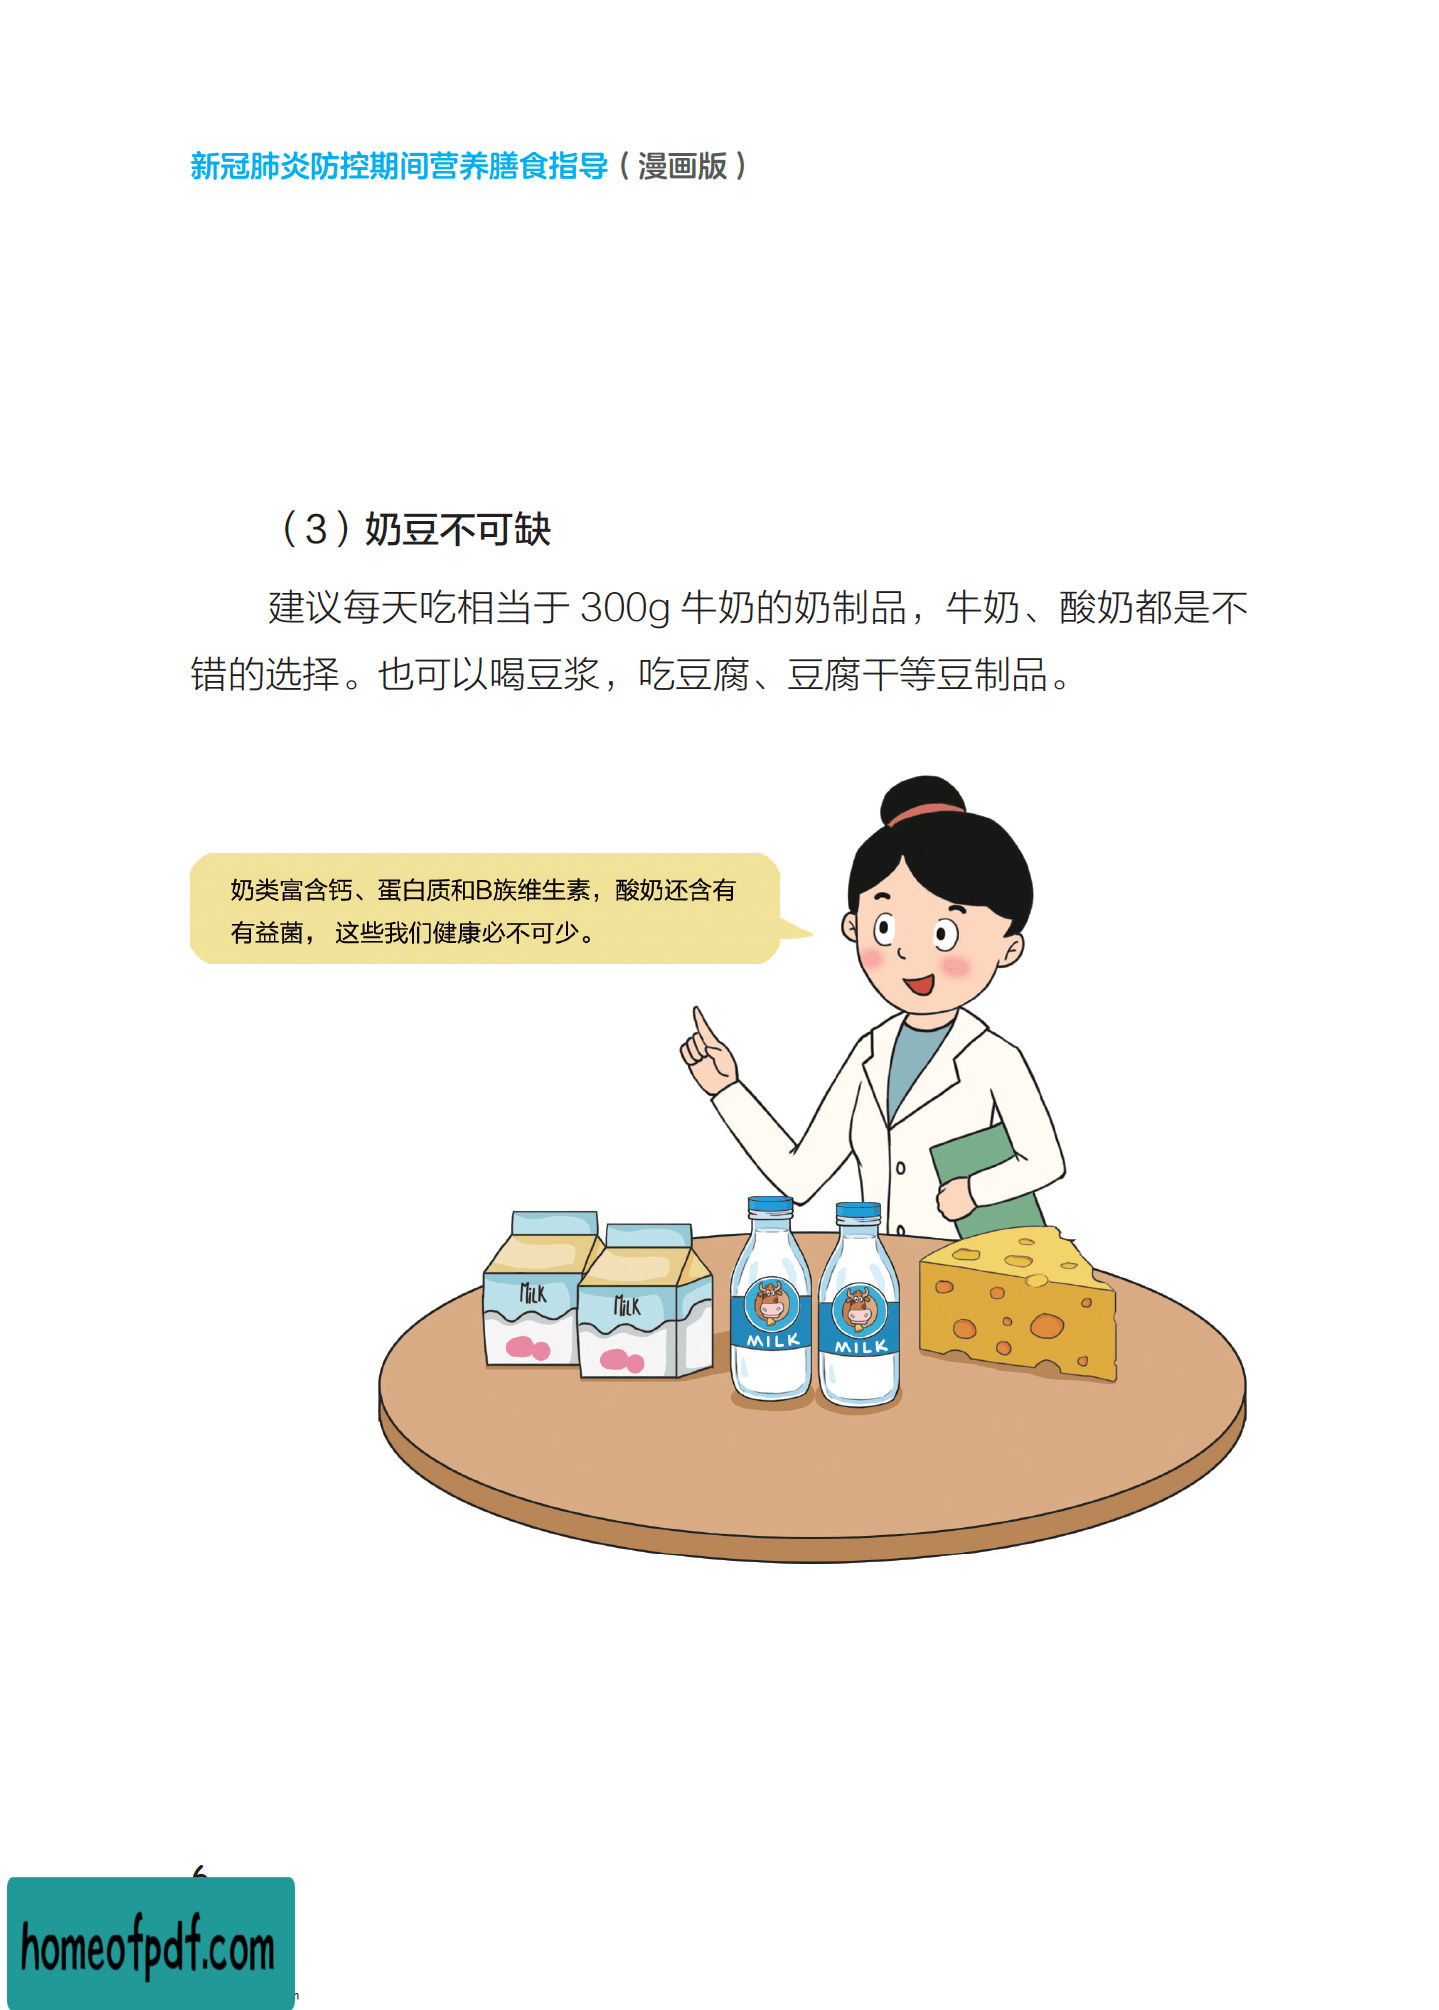 新冠肺炎防控期间营养膳食指导（漫画版）
（3）奶豆不可缺
建议每天吃相当于 300g 牛奶的奶制品，牛奶、酸奶都是不
错的选择。也可以喝豆浆，吃豆腐、豆腐干等豆制品。
奶类富含钙、蛋白质和B族维生素，酸奶还含有
有益菌， 这些我们健康必不可少。
MiLK
MiLK
MILK
MILK
6
homeofpdf.com